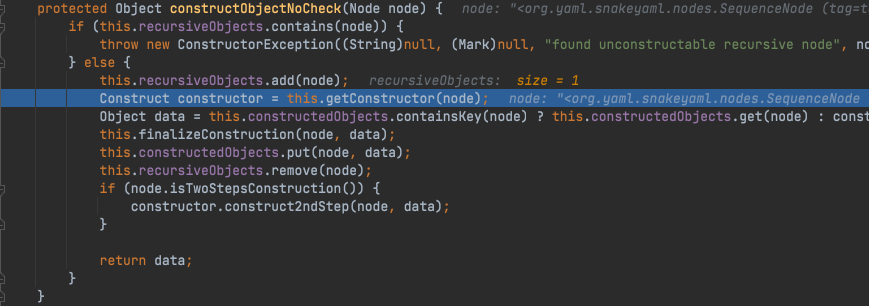 protected Object constructObjectNoCheck(Node node) {   node: "<org.yaml.snakeyaml.nodes.SequenceNode (tag=t
if (this.recursiveObjects.contains(node)) {
throw new ConstructorException((String)null, (Mark)null, "found unconstructable recursive node", no
} else {
this.recursiveObjects.add(node);   recursiveObjects:  size = 1
Construct constructor = this.getConstructor(node);   node: "<org.yaml.snakeyaml.nodes.SequenceNode
Object data = this.constructedObjects.containsKey(node) ? this.constructedObjects.get(node) : const
this.finalizeConstruction(node, data);
this.constructedObjects.put(node, data);
this.recursiveObjects.remove(node);
if (node.isTwoStepsConstruction()) {
constructor.construct2ndStep(node, data);
}
return data;
}
}